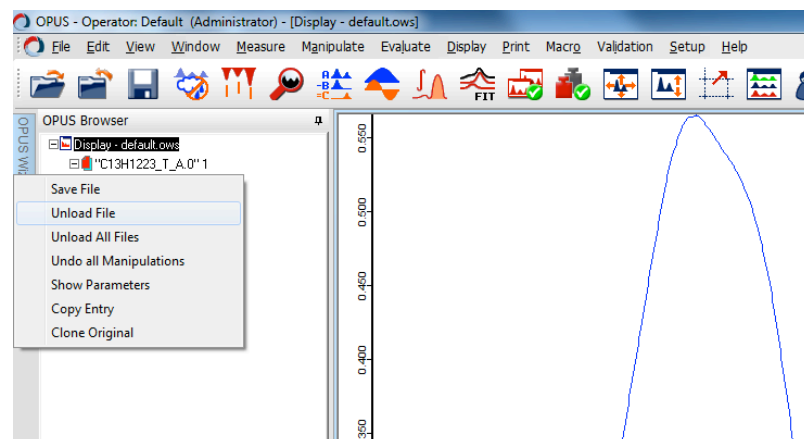 OPUS - Operator: Default (Administrator) - [Display - default.ows]
File Edit View Window Measure Manipulate Evaluate Display Print Macro Validation Setup Help
-B
=C
FIT
OPUS Browser
Display - default.ows
"C13H1223_T_A.0" 1
Save File
Unload File
Unload All Files
Undo all Manipulations
Show Parameters
Copy Entry
Clone Original
OPUS
0.550
0.500
0.450
0.400
350